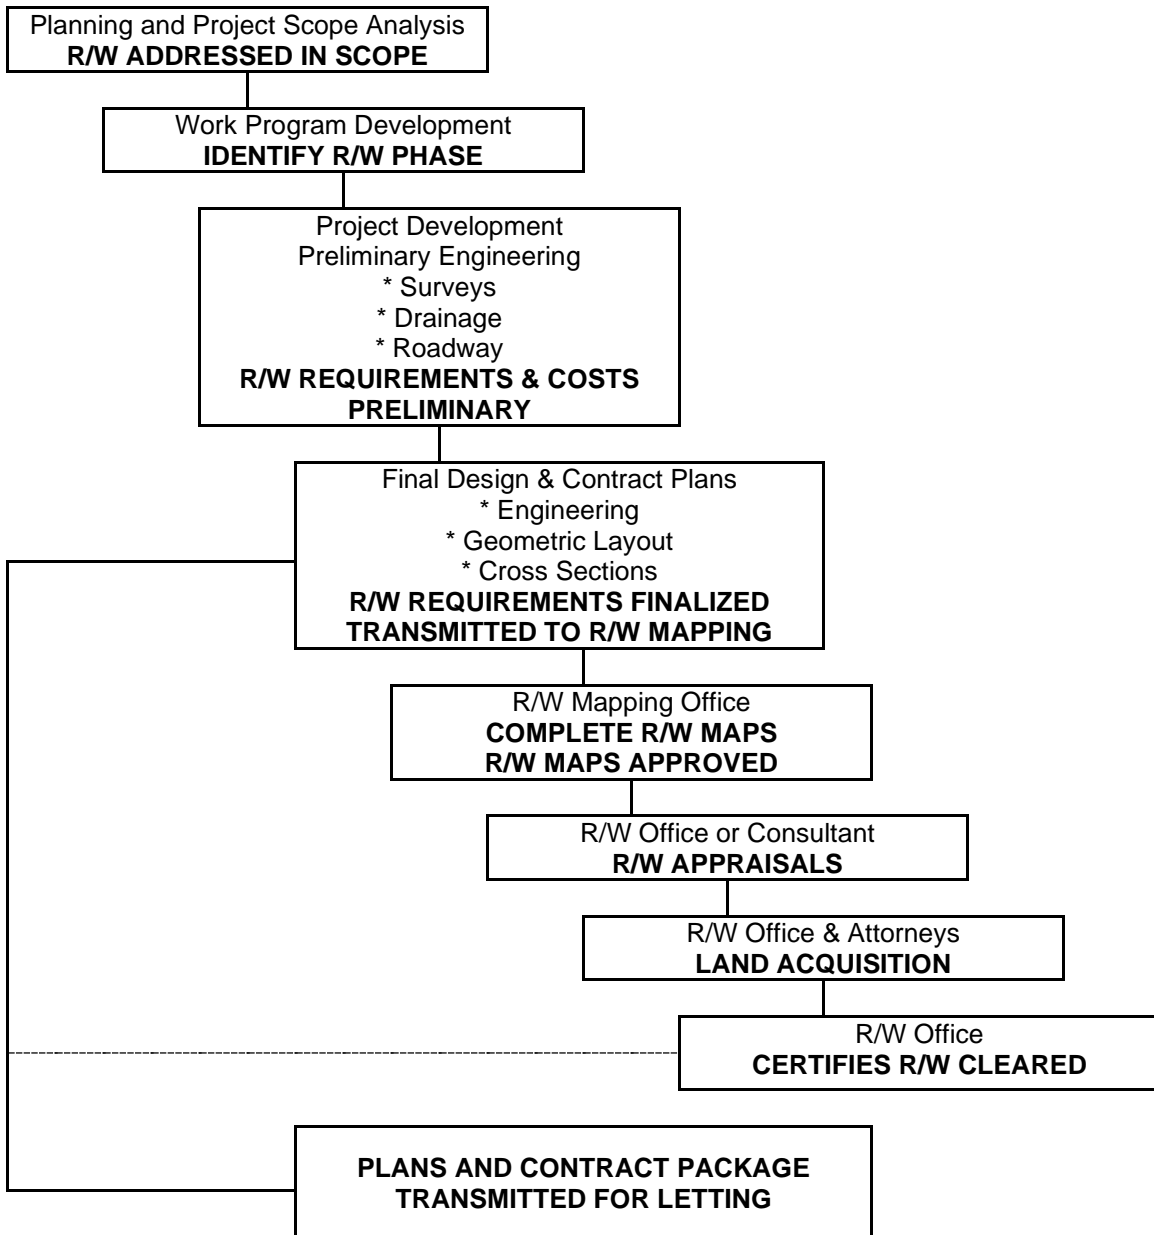 Planning and Project Scope Analysis
R/W ADDRESSED IN SCOPE
Work Program Development
IDENTIFY R/W PHASE
Project Development
Preliminary Engineering
* Surveys
* Drainage
* Roadway
R/W REQUIREMENTS & COSTS
PRELIMINARY
Final Design & Contract Plans
* Engineering
* Geometric Layout
* Cross Sections
R/W REQUIREMENTS FINALIZED
TRANSMITTED TO R/W MAPPING
R/W Mapping Office
COMPLETE R/W MAPS
R/W MAPS APPROVED
R/W Office or Consultant
R/W APPRAISALS
R/W Office & Attorneys
LAND ACQUISITION
R/W Office
CERTIFIES R/W CLEARED
PLANS AND CONTRACT PACKAGE
TRANSMITTED FOR LETTING